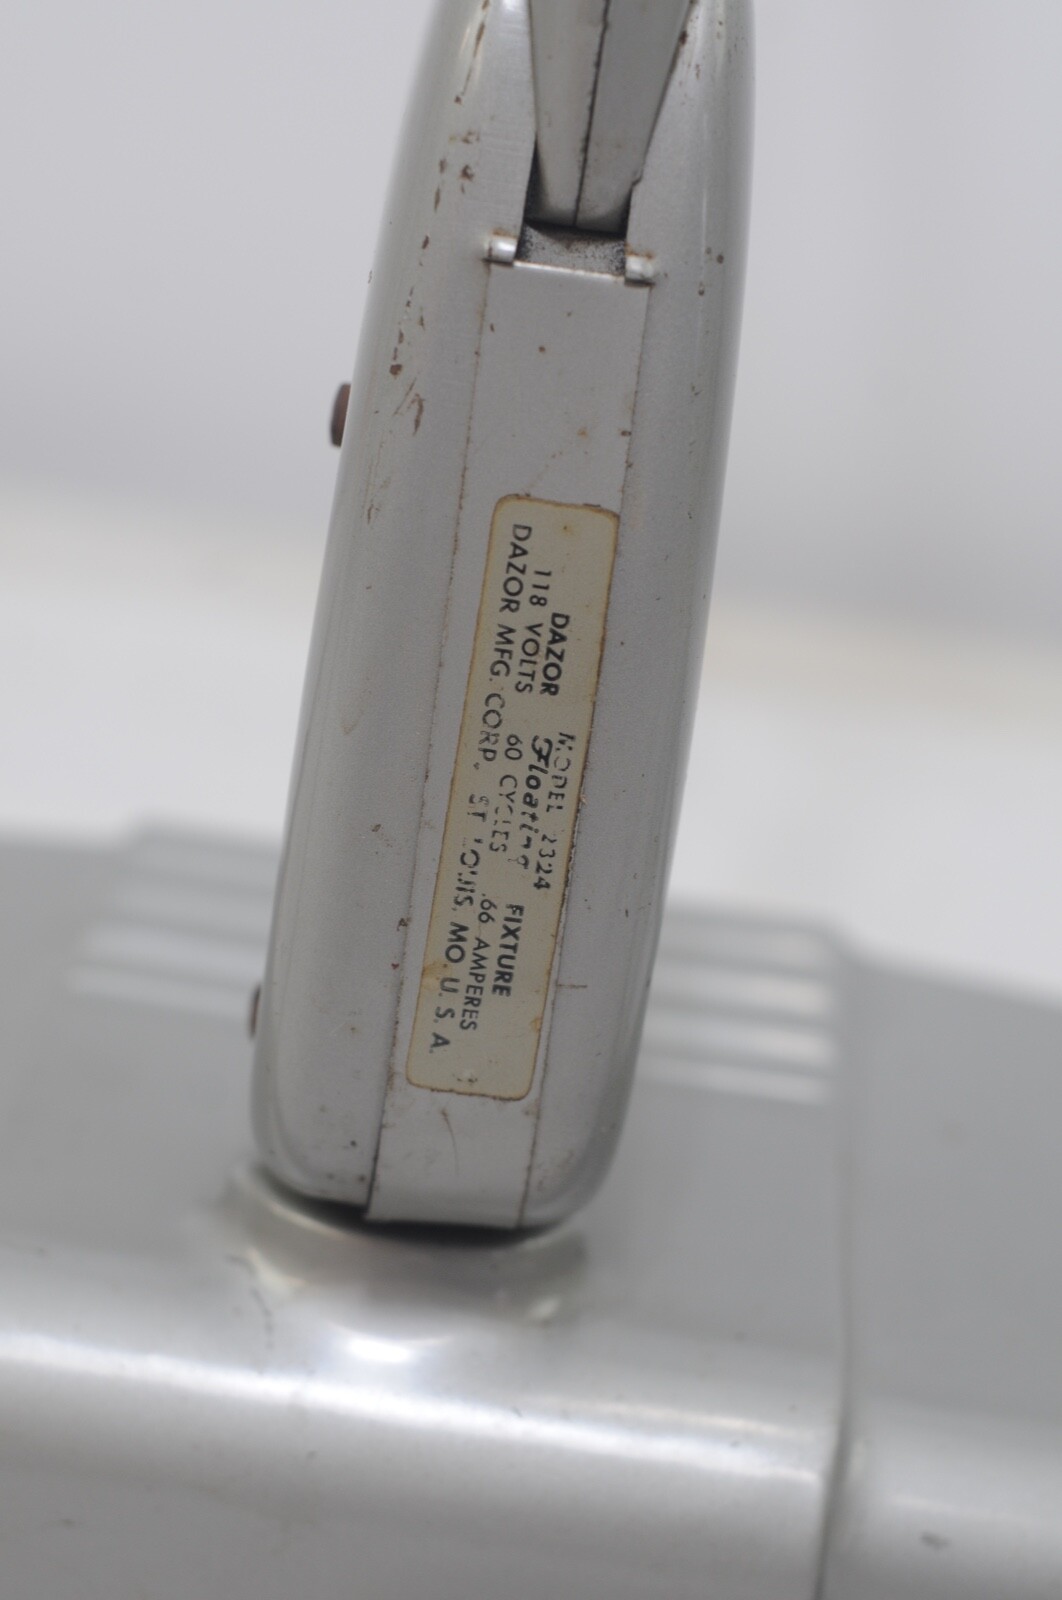 MODEL 2324
DAZOR Floating FIXTURE
118 VOLTS 60 CYCLES .66 AMPERES
DAZOR MFG. CORP. ST. LOUIS, MO. U. S. A.